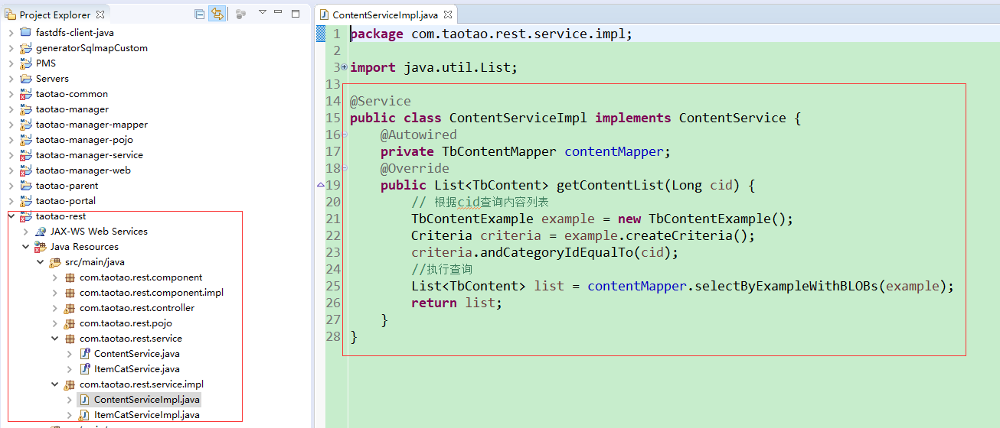 Project Explorer
fastdfs-client-java
generatorSqlmapCustom
PMS
Servers
taotao-common
taotao-manager
taotao-manager-mapper
taotao-manager-pojo
taotao-manager-service
taotao-manager-web
taotao-parent
taotao-portal
taotao-rest
JAX-WS Web Services
Java Resources
src/main/java
com.taotao.rest.component
com.taotao.rest.component.impl
com.taotao.rest.controller
com.taotao.rest.pojo
com.taotao.rest.service
ContentService.java
ItemCatService.java
com.taotao.rest.service.impl
ContentServiceImpl.java
ItemCatServiceImpl.java
ContentServiceImpl.java
1 package com.taotao.rest.service.impl;
2
3 import java.util.List;
13
14 @Service
15 public class ContentServiceImpl implements ContentService {
16 @Autowired
17 private TbContentMapper contentMapper;
18 @Override
19 public List<TbContent> getContentList(Long cid) {
20 // 根据cid查询内容列表
21 TbContentExample example = new TbContentExample();
22 Criteria criteria = example.createCriteria();
23 criteria.andCategoryIdEqualTo(cid);
24 //执行查询
25 List<TbContent> list = contentMapper.selectByExampleWithBLOBs(example);
26 return list;
27 }
28 }